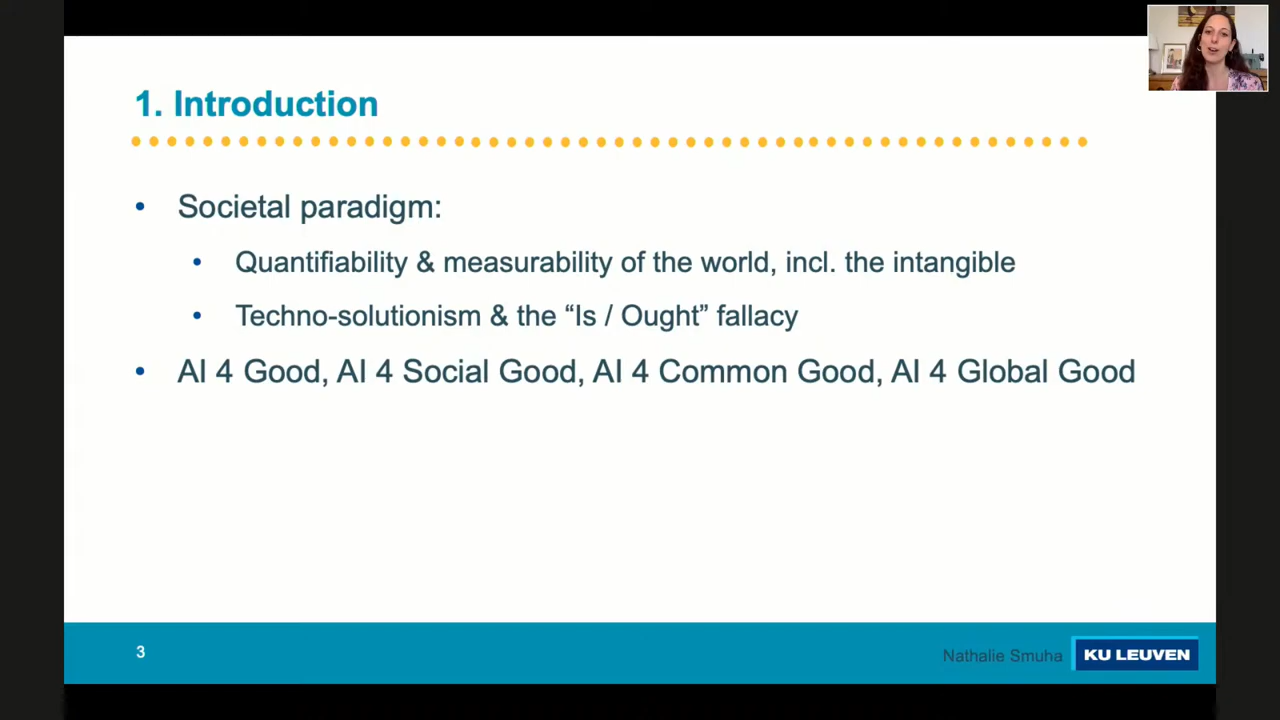 1. Introduction
• Societal paradigm:
• Quantifiability & measurability of the world, incl. the intangible
• Techno-solutionism & the “Is / Ought” fallacy
• AI 4 Good, AI 4 Social Good, AI 4 Common Good, AI 4 Global Good
3
Nathalie Smuha
KU LEUVEN